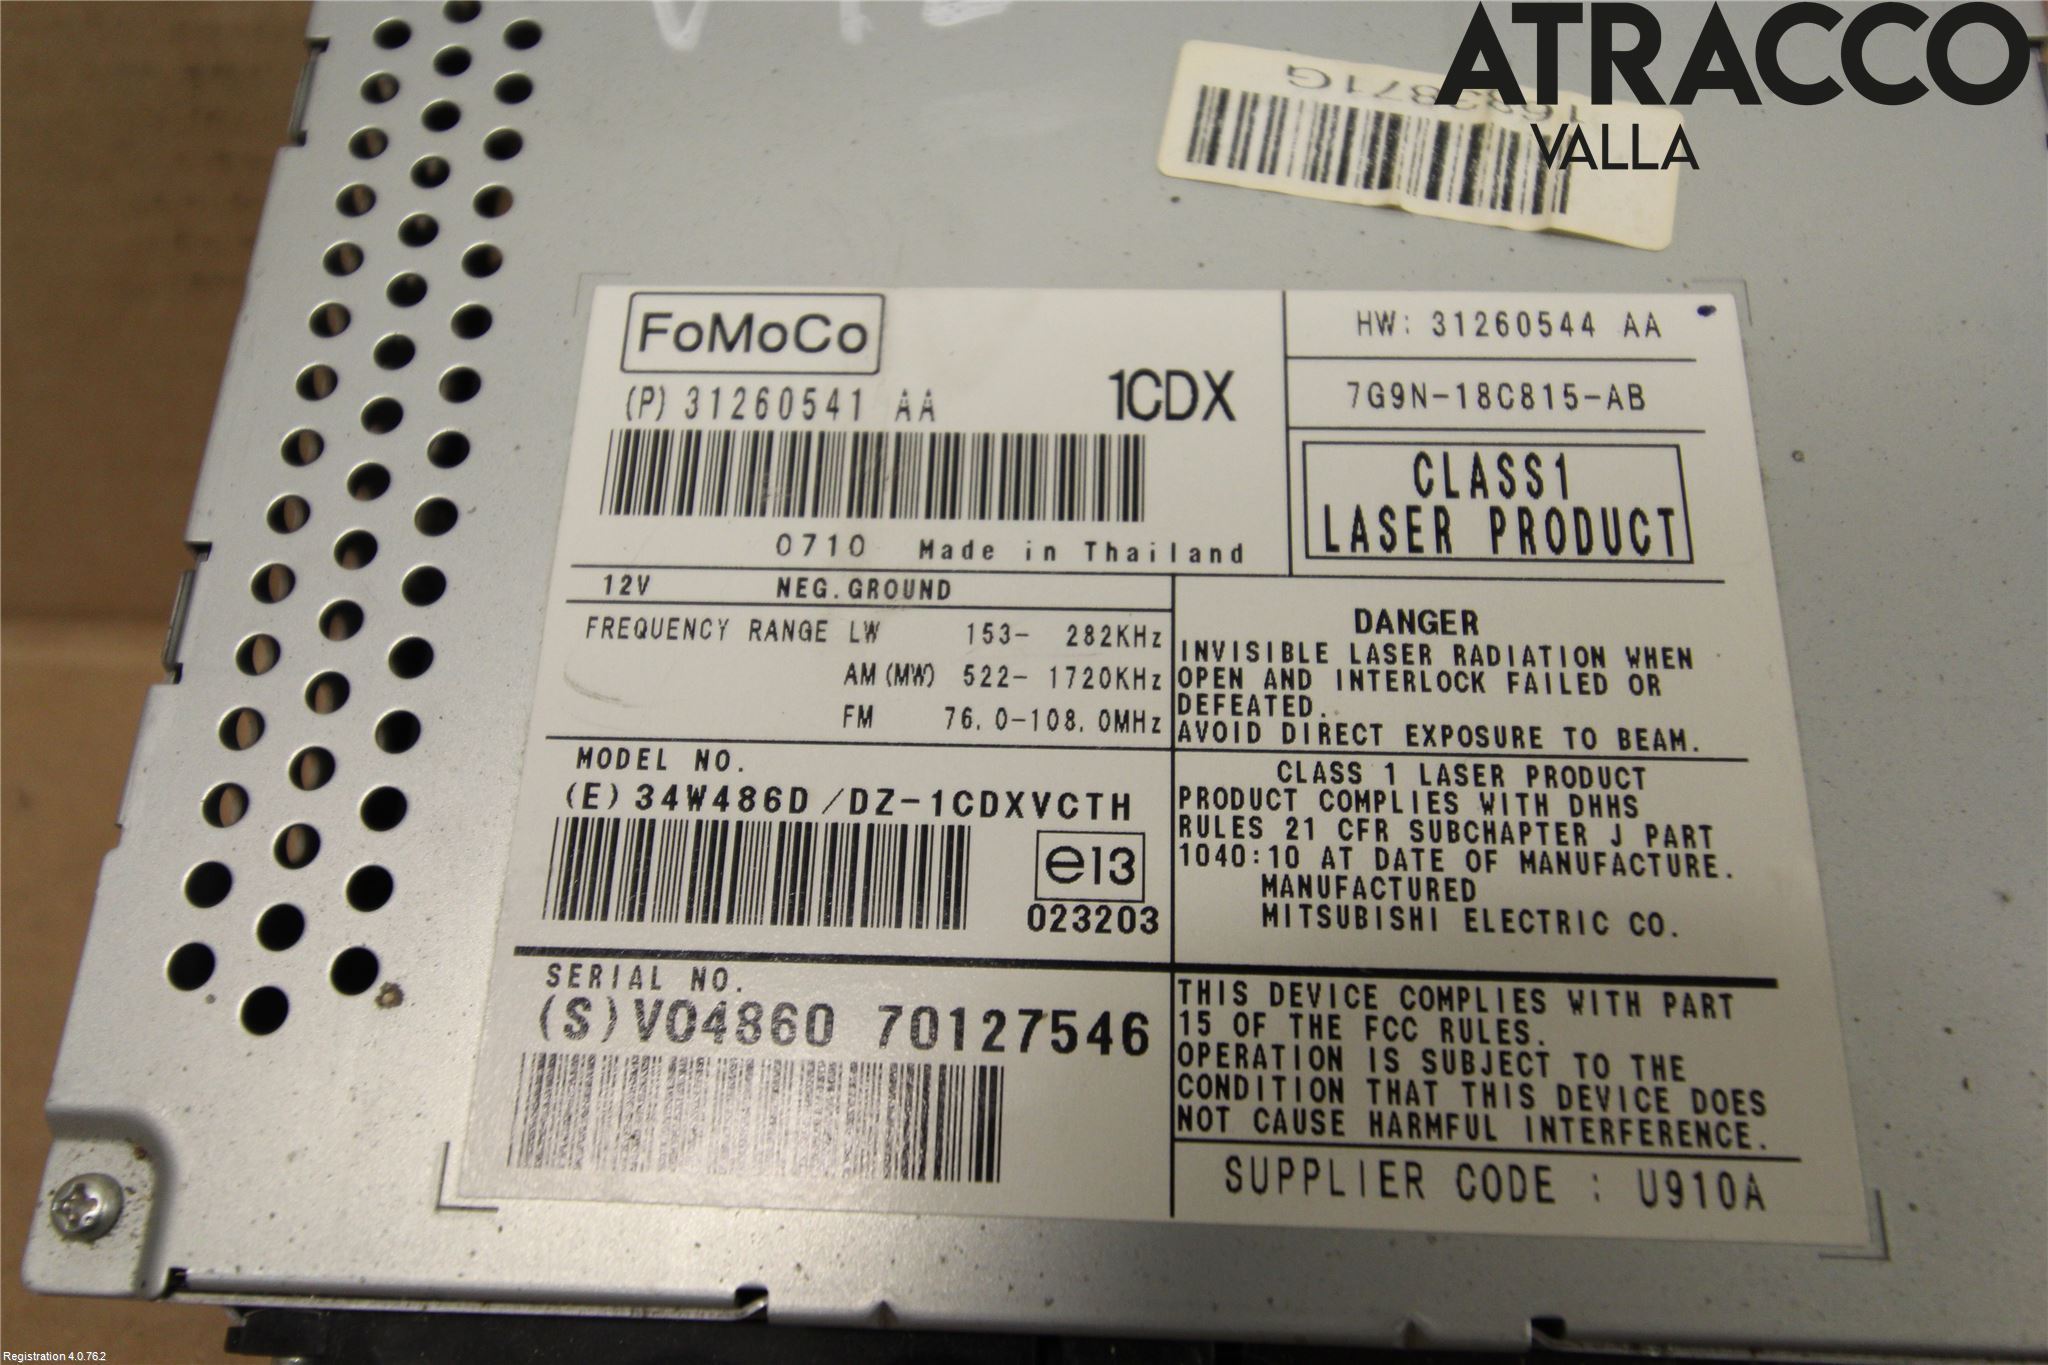 ATRACCO
VALLA
FoMoCo
(P) 31260541 AA
1CDX
0710 Made in Thailand
HW: 31260544 AA
7G9N-18C815-AB
CLASS1
LASER PRODUCT
12V NEG.GROUND
FREQUENCY RANGE LW 153- 282KHz
AM(MW) 522- 1720KHz
FM 76.0-108.0MHz
DANGER
INVISIBLE LASER RADIATION WHEN
OPEN AND INTERLOCK FAILED OR
DEFEATED.
AVOID DIRECT EXPOSURE TO BEAM.
MODEL NO.
(E)34W486D/DZ-1CDXVCTH
e13
023203
CLASS 1 LASER PRODUCT
PRODUCT COMPLIES WITH DHHS
RULES 21 CFR SUBCHAPTER J PART
1040:10 AT DATE OF MANUFACTURE.
MANUFACTURED
MITSUBISHI ELECTRIC CO.
SERIAL NO.
(S)VO4860 70127546
THIS DEVICE COMPLIES WITH PART
15 OF THE FCC RULES.
OPERATION IS SUBJECT TO THE
CONDITION THAT THIS DEVICE DOES
NOT CAUSE HARMFUL INTERFERENCE.
SUPPLIER CODE : U910A
Registration 4.0.76.2